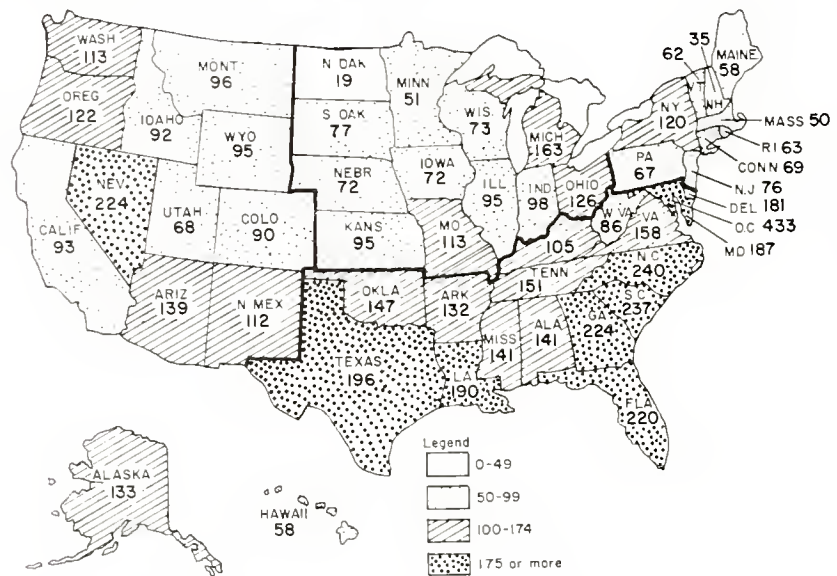 WASH
113
OREG
122
CALIF
93
NEV.
224
IDAHO
92
MONT.
96
WYO
95
UTAH
68
COLO
90
ARIZ
139
N MEX
112
N DAK
19
S DAK
77
NEBR
72
KANS
95
OKLA
147
TEXAS
196
MINN
51
IOWA
72
MO
113
ARK
132
LA
190
WIS.
73
ILL
95
MICH
163
IND
98
OHIO
126
105
TENN
151
MISS
141
ALA
141
GA
224
FLA
220
S.C.
237
N.C.
240
VA
158
W VA
86
PA
67
NY
120
VT
62
NH
35
MAINE
58
MASS 50
RI 63
CONN 69
N.J 76
DEL 181
D.C 433
MD 187
ALASKA
133
HAWAII
58
Legend
0-49
50-99
100-174
175 or more